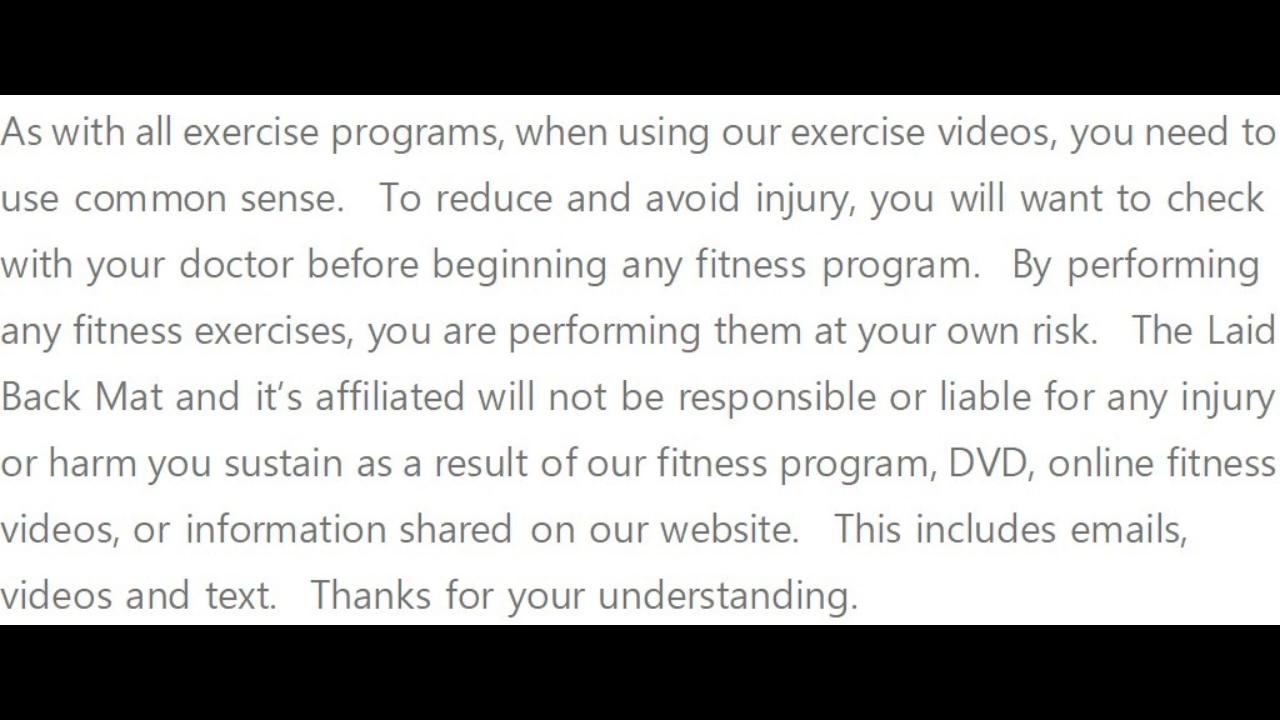 As with all exercise programs, when using our exercise videos, you need to
use common sense.   To reduce and avoid injury, you will want to check
with your doctor before beginning any fitness program.   By performing
any fitness exercises, you are performing them at your own risk.   The Laid
Back Mat and it’s affiliated will not be responsible or liable for any injury
or harm you sustain as a result of our fitness program, DVD, online fitness
videos, or information shared on our website.   This includes emails,
videos and text.   Thanks for your understanding.